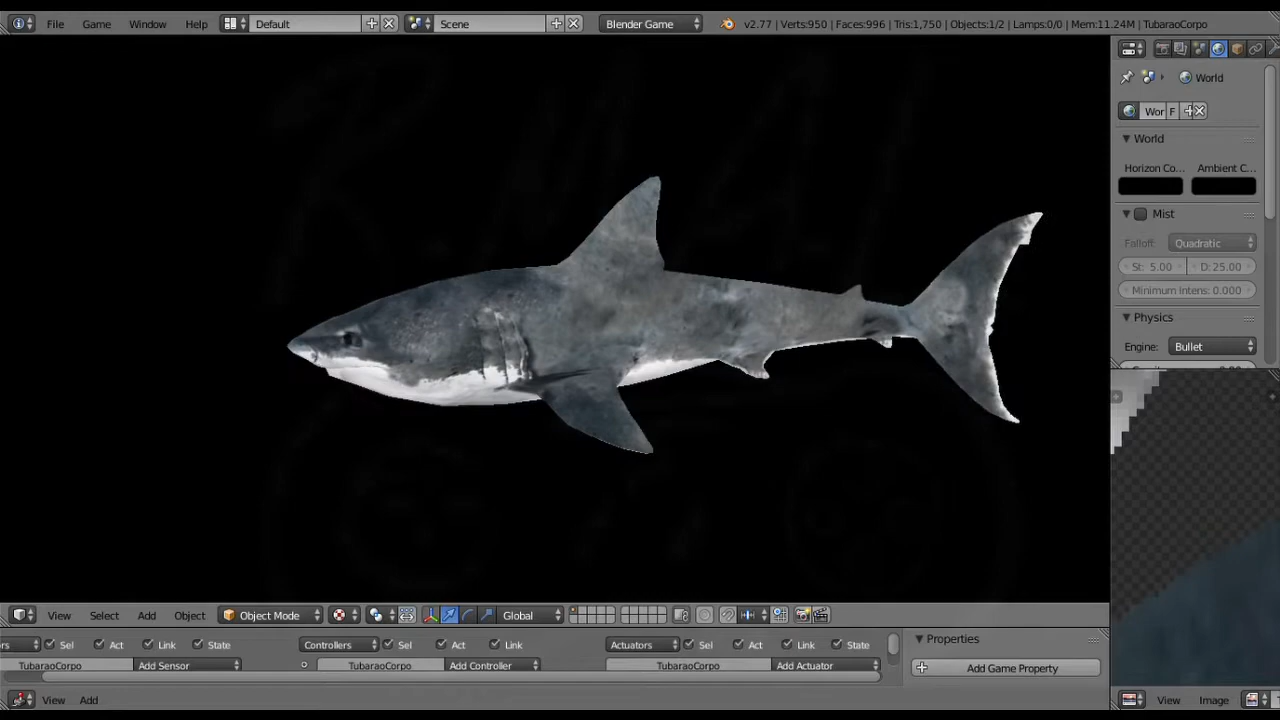 File Game Window Help Default Scene Blender Game v2.77 | Verts:950 | Faces:996 | Tris:1,750 | Objects:1/2 | Lamps:0/0 | Mem:11.24M | TubaraoCorpo
World
Wor F
World
Horizon Co... Ambient C...
Mist
Falloff: Quadratic
St: 5.00 D:25.00
Minimum Intens: 0.000
Physics
Engine: Bullet
View Select Add Object Object Mode Global
rs Sel Act Link State Controllers Sel Act Link Actuators Sel Act Link State Properties
TubaraoCorpo Add Sensor TubaraoCorpo Add Controller TubaraoCorpo Add Actuator Add Game Property
View Add View Image